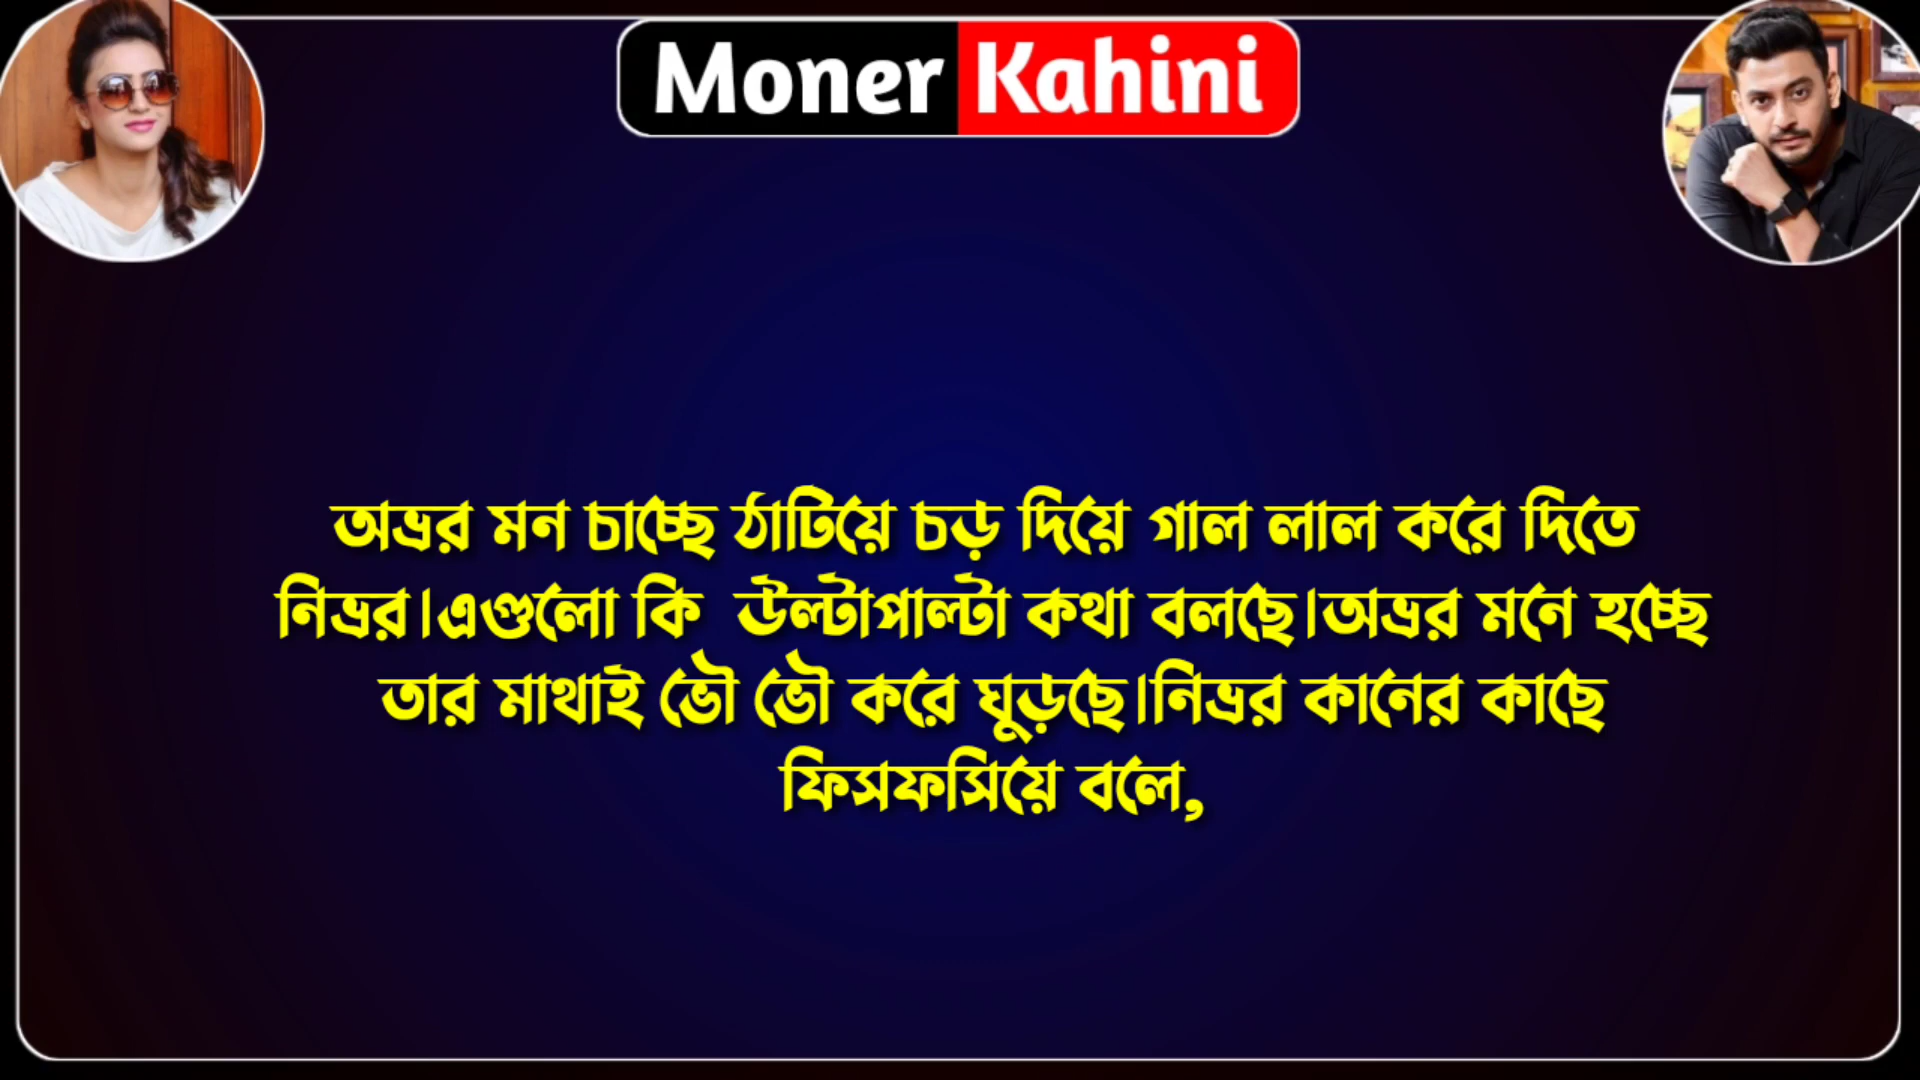 Moner Kahini
অভ্রর মন চাচ্ছে ঠাটিয়ে চড় দিয়ে গাল লাল করে দিতে
নিভ্রর।এগুলো কি উল্টাপাল্টা কথা বলছে।অভ্রর মনে হচ্ছে
তার মাথাই ভৌ ভৌ করে ঘুড়ছে।নিভ্রর কানের কাছে
ফিসফসিয়ে বলে,